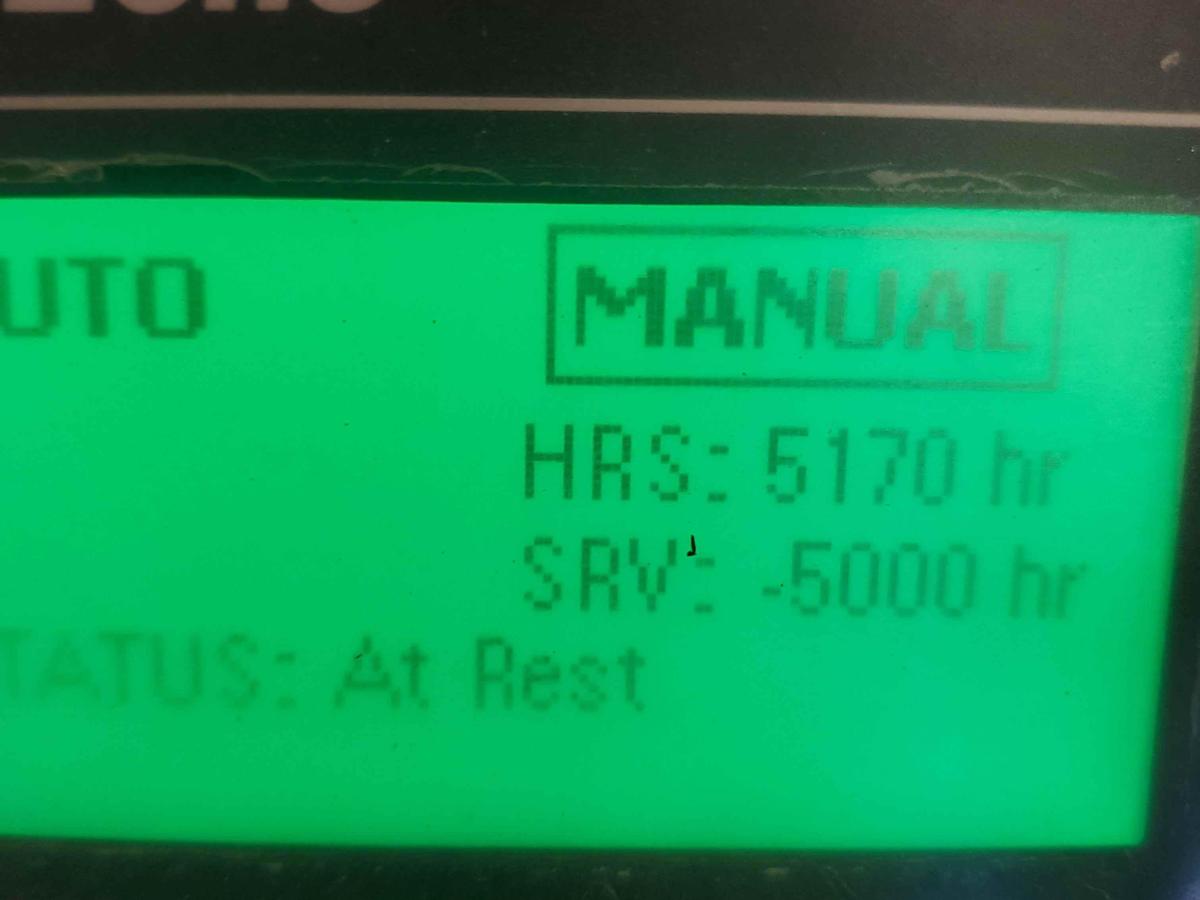 UTO MANUAL
HRS: 5170 hr
SRV: -5000 hr
TATUS: At Rest